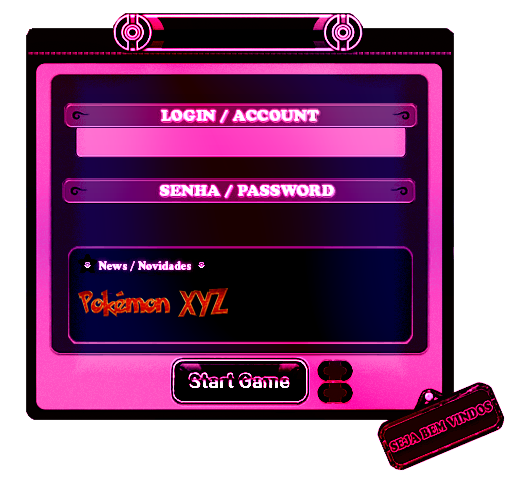 LOGIN / ACCOUNT
SENHA / PASSWORD
News / Novidades
Pokémon XYZ
Start Game
SEJA BEM VINDOS